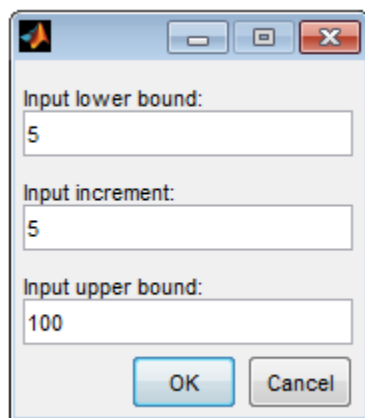 Input lower bound:
5
Input increment:
5
Input upper bound:
100
OK Cancel